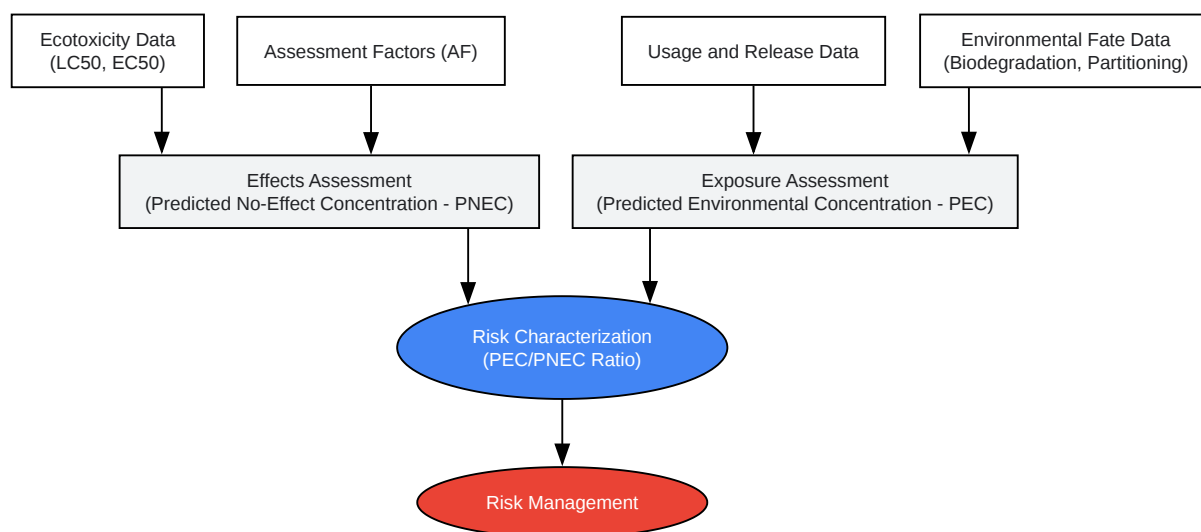 Ecotoxicity Data
(LC50, EC50)
Assessment Factors (AF)
Usage and Release Data
Environmental Fate Data
(Biodegradation, Partitioning)
Effects Assessment
(Predicted No-Effect Concentration - PNEC)
Exposure Assessment
(Predicted Environmental Concentration - PEC)
Risk Characterization
(PEC/PNEC Ratio)
Risk Management